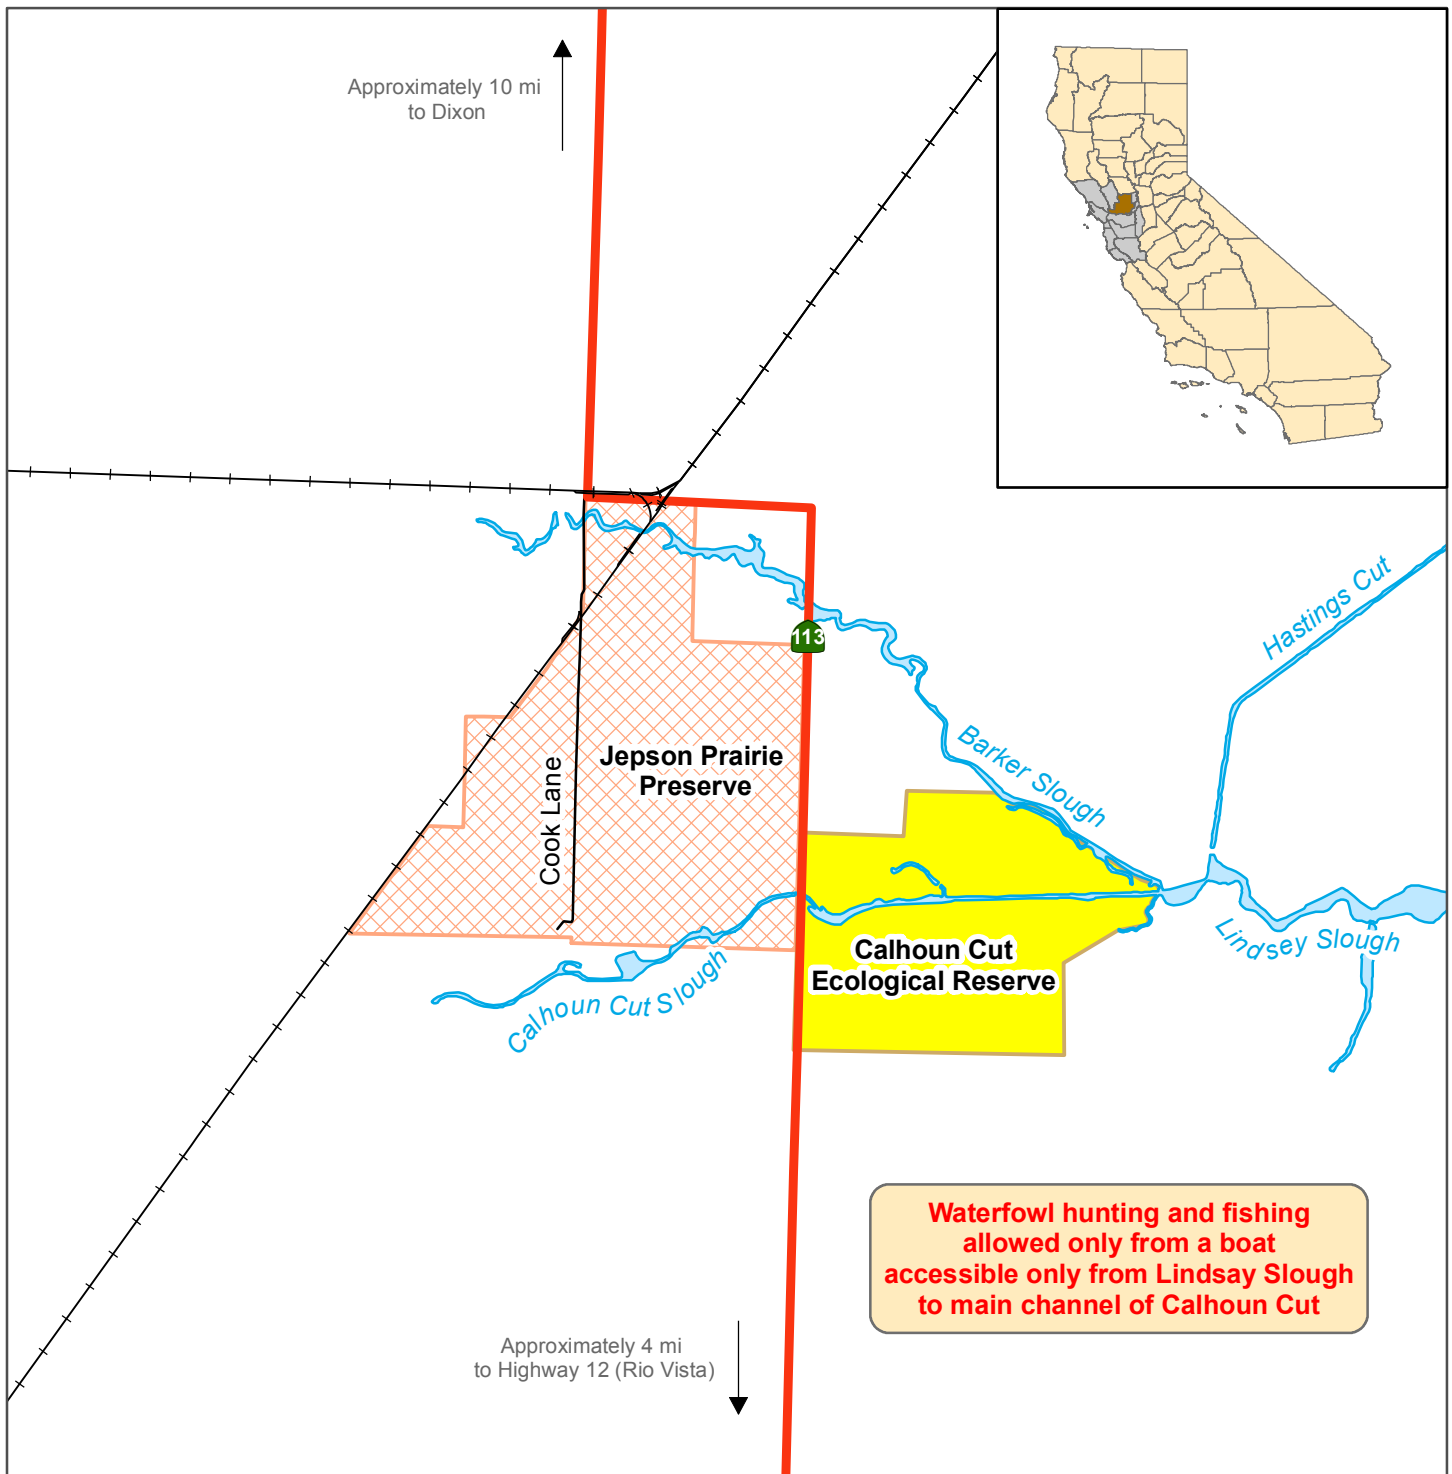 Approximately 10 mi
to Dixon
113
Hastings Cut
Barker Slough
Jepson Prairie
Preserve
Cook Lane
Lindsey Slough
Calhoun Cut
Ecological Reserve
Calhoun Cut Slough
Waterfowl hunting and fishing
allowed only from a boat
accessible only from Lindsay Slough
to main channel of Calhoun Cut
Approximately 4 mi
to Highway 12 (Rio Vista)